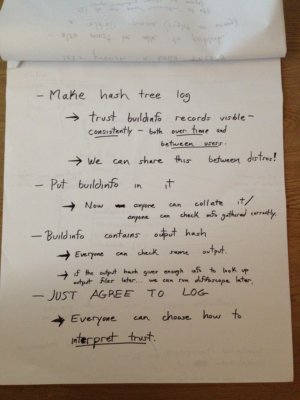 - Make hash tree log
→ trust buildinfo records visible -
consistently - both over time and
between users.
→ We can share this between distros!
- Put buildinfo in it
→ Now anyone can collate it/
anyone can check info gathered correctly.
- Buildinfo contains output hash
→ Everyone can check same output.
→ if the output hash gives enough info to look up
output files later... we can run diffoscope later.
- JUST AGREE TO LOG
→ Everyone can choose how to
interpret trust.